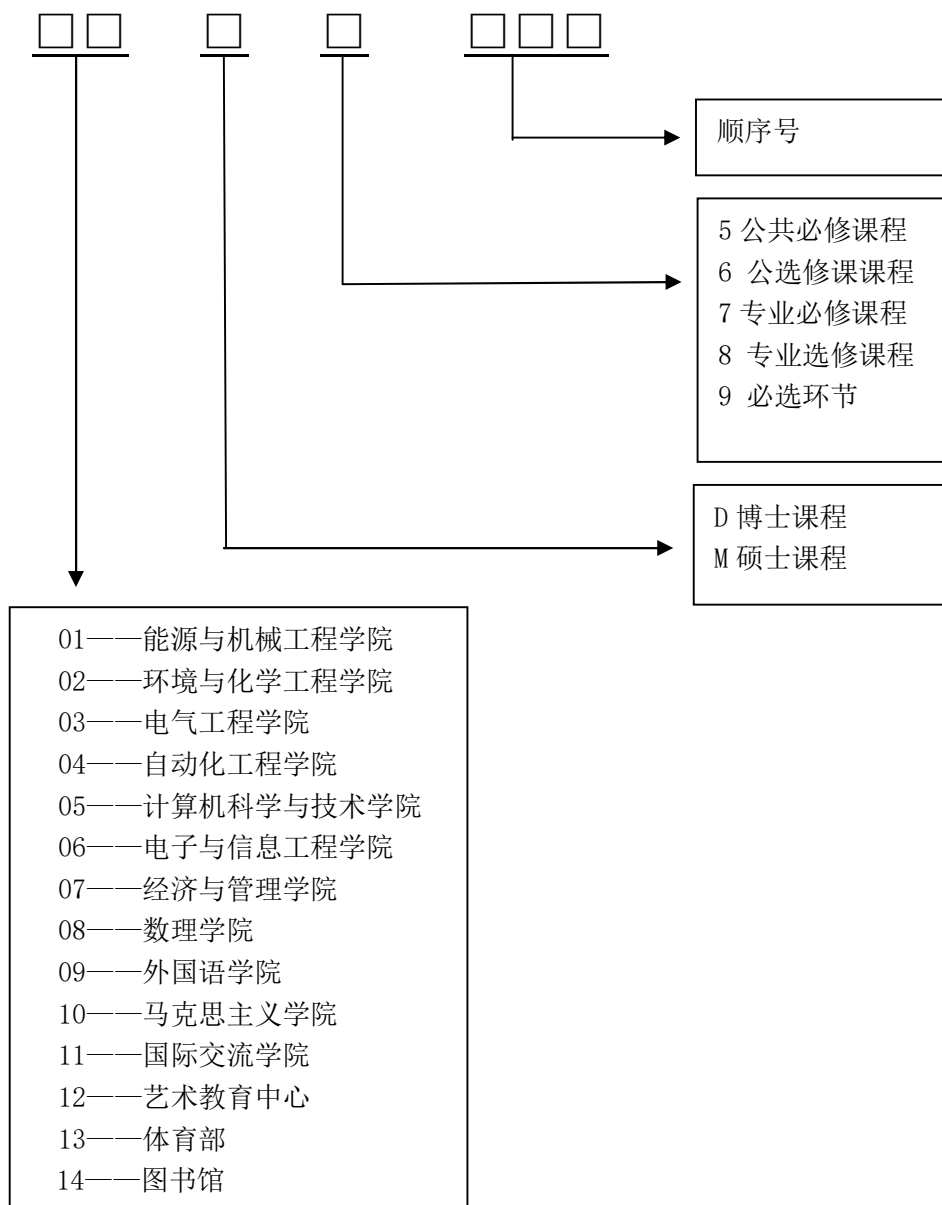 □□ □ □ □□□
顺序号
5 公共必修课程
6 公选修课课程
7 专业必修课程
8 专业选修课程
9 必选环节
D 博士课程
M 硕士课程
01——能源与机械工程学院
02——环境与化学工程学院
03——电气工程学院
04——自动化工程学院
05——计算机科学与技术学院
06——电子与信息工程学院
07——经济与管理学院
08——数理学院
09——外国语学院
10——马克思主义学院
11——国际交流学院
12——艺术教育中心
13——体育部
14——图书馆